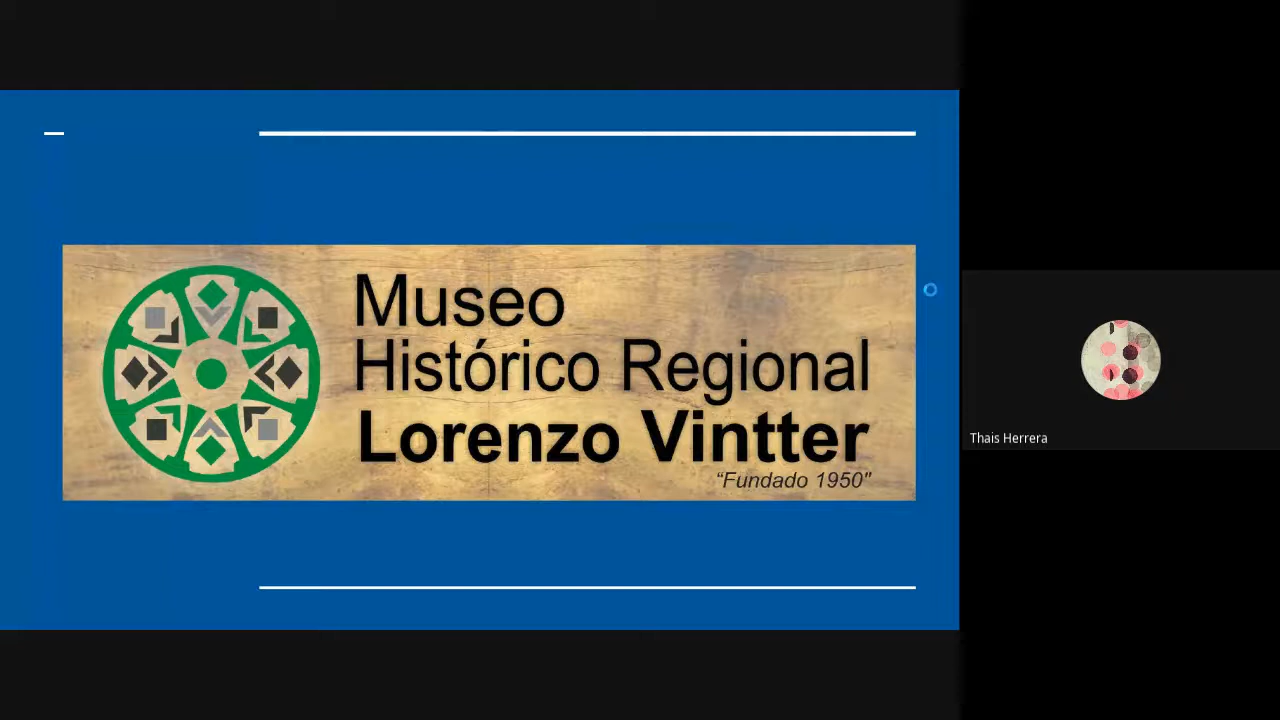 Museo
Histórico Regional
Lorenzo Vintter
“Fundado 1950"
Thais Herrera